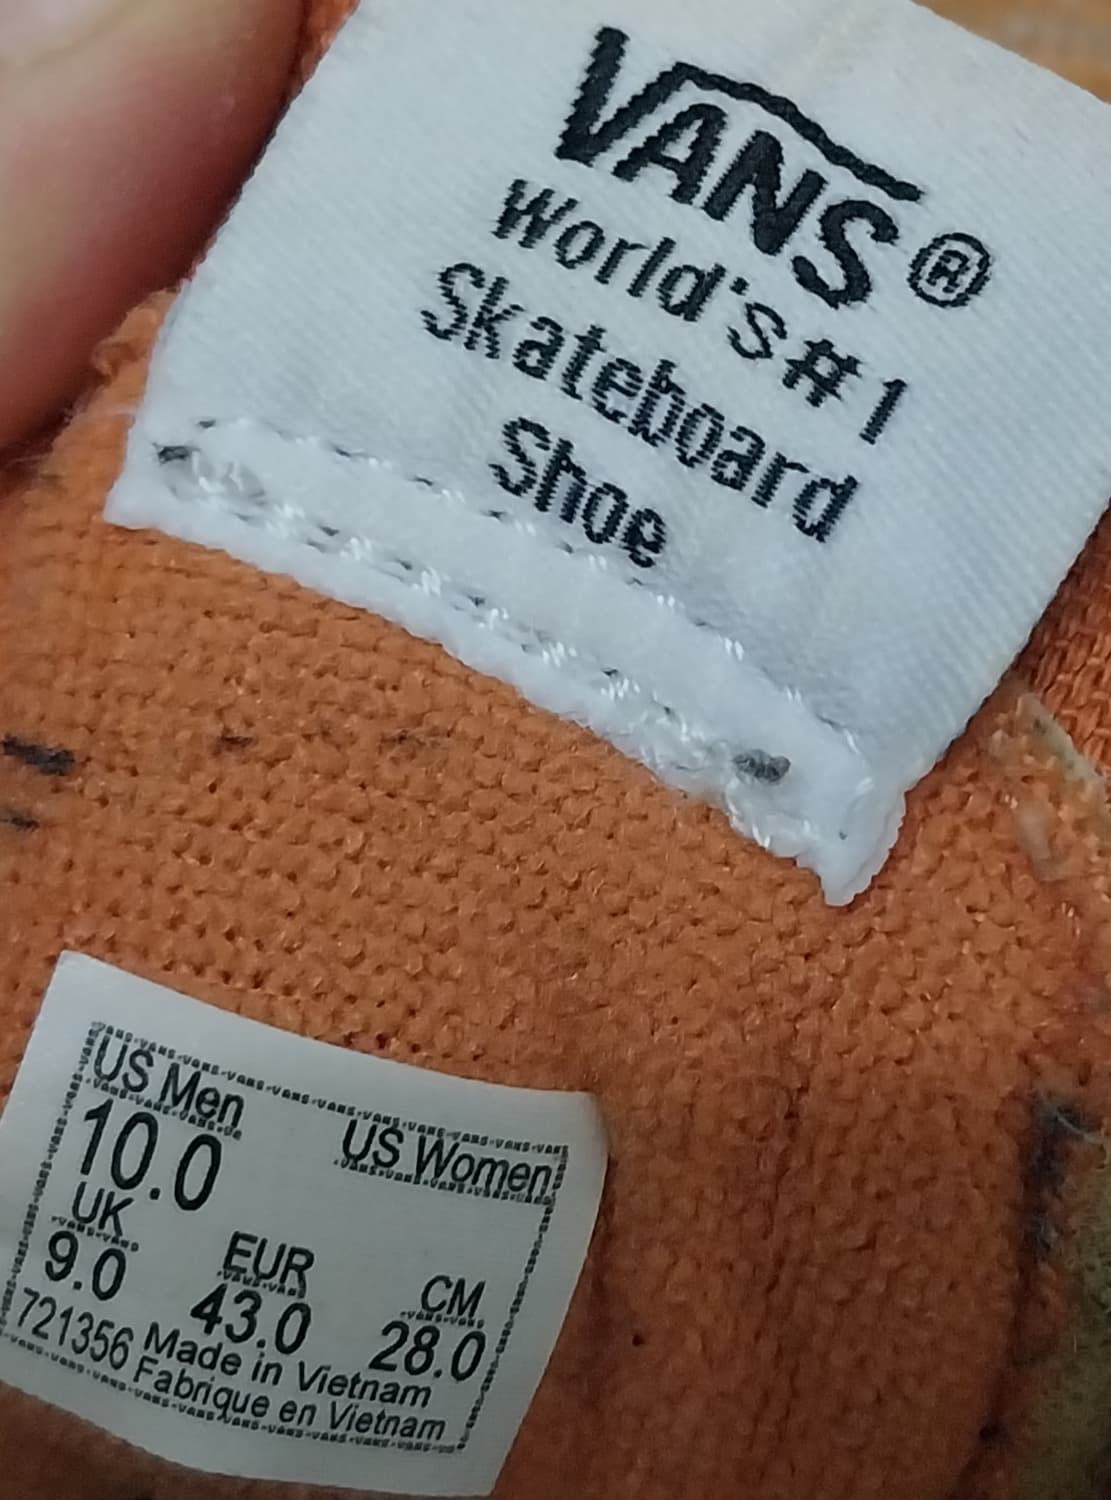 VANS®
World's #1
Skateboard
Shoe
US Men
US Women
10.0
UK
EUR
CM
9.0
43.0
28.0
721356
Made in Vietnam
Fabrique en Vietnam